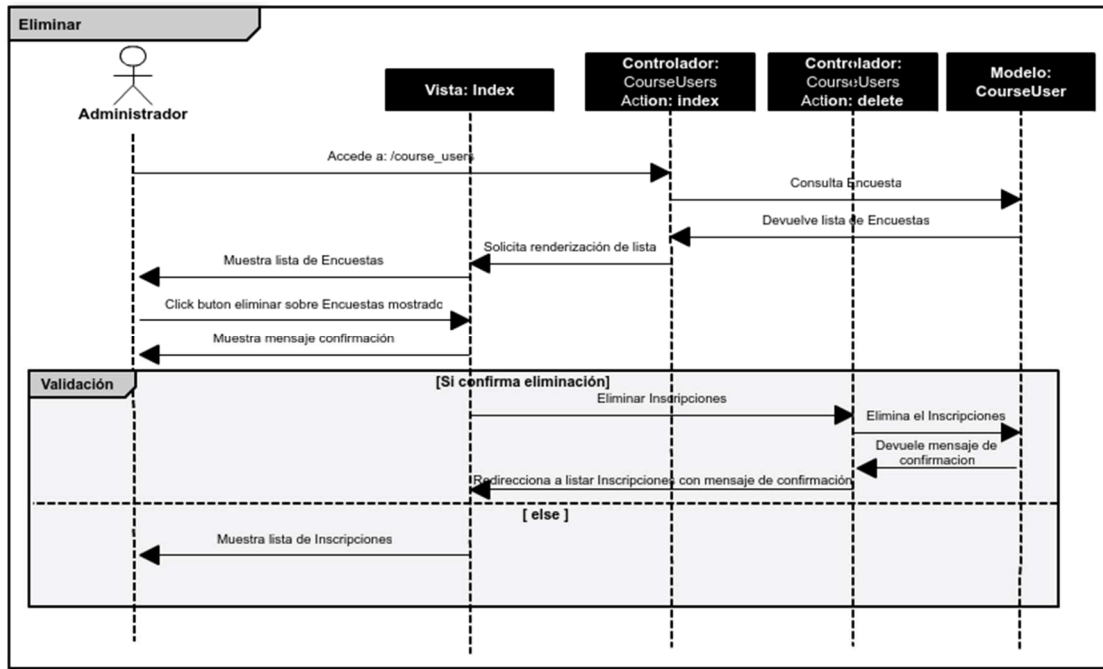 Eliminar
Administrador
Vista: Index
Controlador:
CourseUsers
Action: index
Controlador:
CourseUsers
Action: delete
Modelo:
CourseUser
Accede a: /course_users
Consulta Encuesta
Devuelve lista de Encuestas
Solicita renderización de lista
Muestra lista de Encuestas
Click buton eliminar sobre Encuestas mostrado
Muestra mensaje confirmación
Validación
[Si confirma eliminación]
Eliminar Inscripciones
Elimina el Inscripciones
Devuele mensaje de
confirmacion
Redirecciona a listar Inscripciones con mensaje de confirmación
[ else ]
Muestra lista de Inscripciones